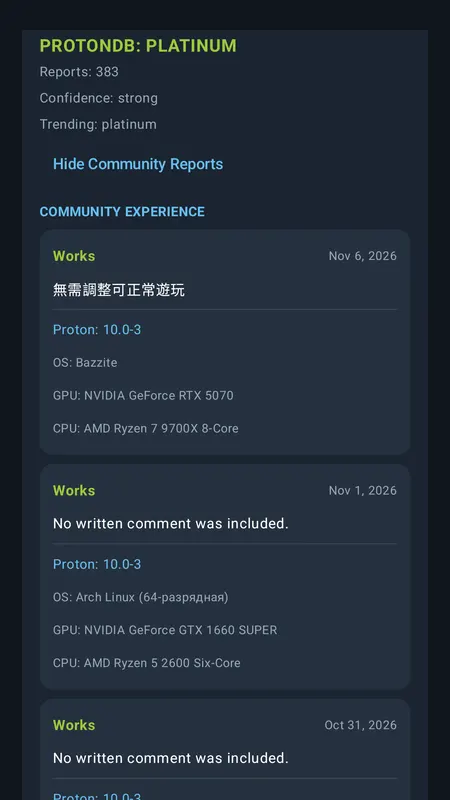 PROTONDB: PLATINUM
Reports: 383
Confidence: strong
Trending: platinum
Hide Community Reports
COMMUNITY EXPERIENCE
Works Nov 6, 2026
無需調整可正常遊玩
Proton: 10.0-3
OS: Bazzite
GPU: NVIDIA GeForce RTX 5070
CPU: AMD Ryzen 7 9700X 8-Core
Works Nov 1, 2026
No written comment was included.
Proton: 10.0-3
OS: Arch Linux (64-разрядная)
GPU: NVIDIA GeForce GTX 1660 SUPER
CPU: AMD Ryzen 5 2600 Six-Core
Works Oct 31, 2026
No written comment was included.
Proton: 10.0-3